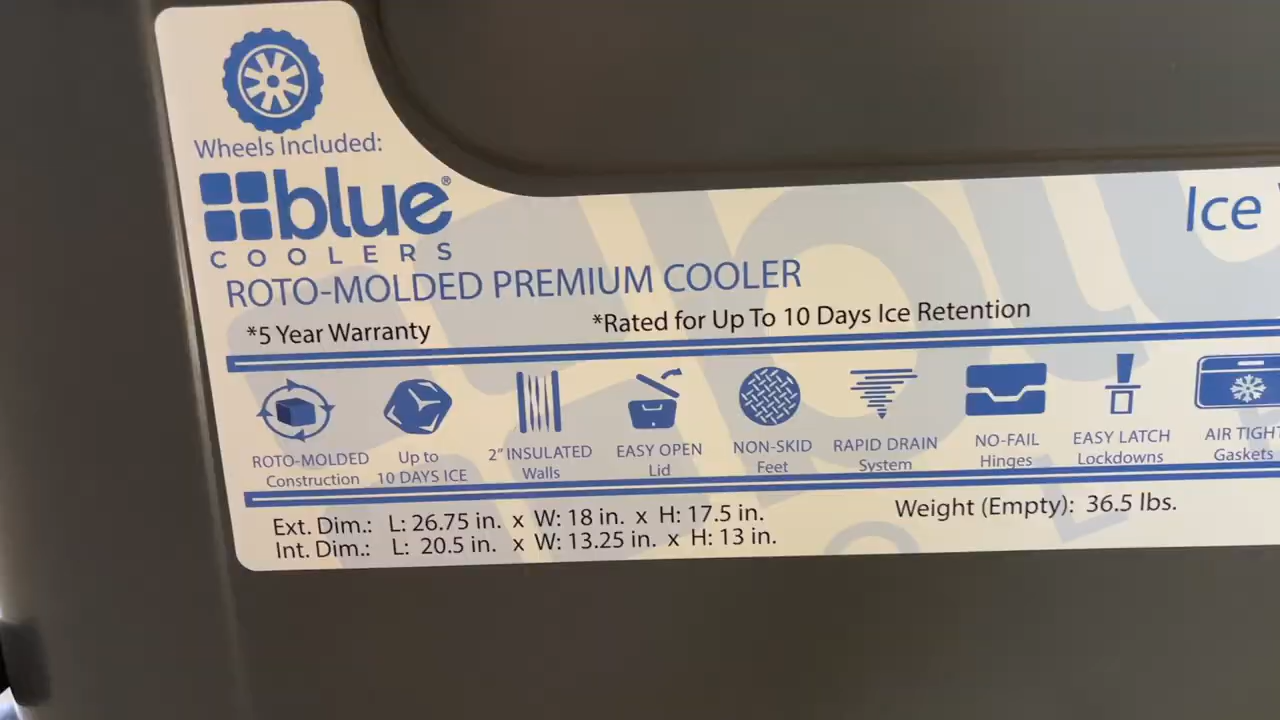 Wheels Included:
blue®
COOLERS
ROTO-MOLDED PREMIUM COOLER
Ice
*5 Year Warranty
*Rated for Up To 10 Days Ice Retention
ROTO-MOLDED
Construction
Up to
10 DAYS ICE
2" INSULATED
Walls
EASY OPEN
Lid
NON-SKID
Feet
RAPID DRAIN
System
NO-FAIL
Hinges
EASY LATCH
Lockdowns
AIR TIGHT
Gaskets
Ext. Dim.: L: 26.75 in. x W: 18 in. x H: 17.5 in.
Int. Dim.: L: 20.5 in. x W: 13.25 in. x H: 13 in.
Weight (Empty): 36.5 lbs.